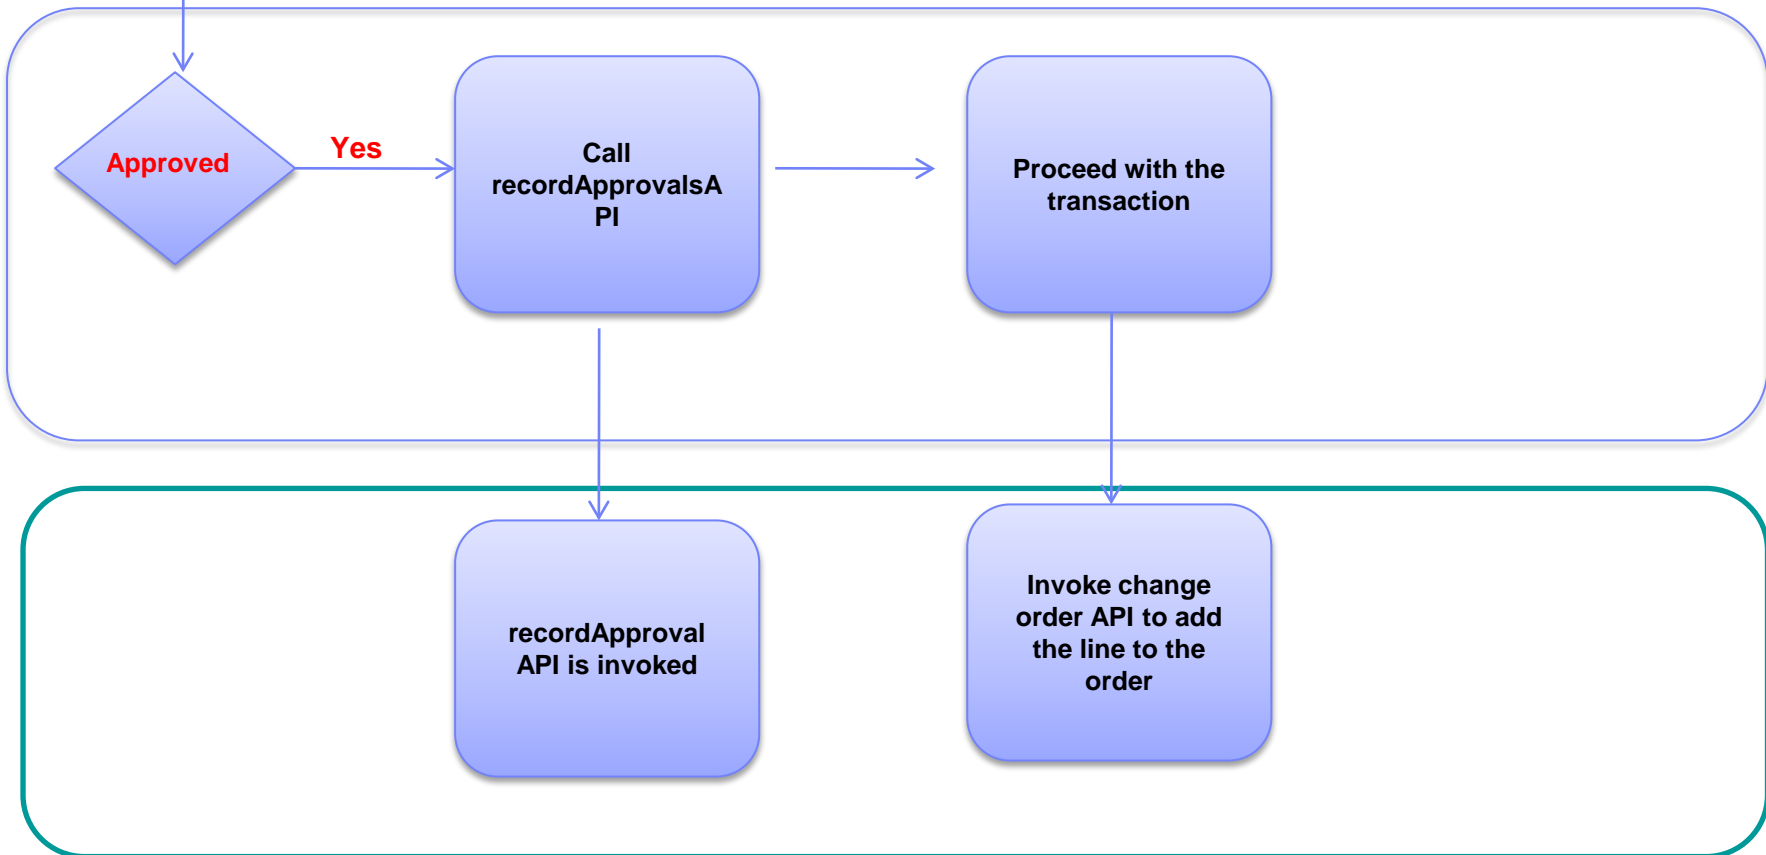 Approved
Yes
Call
recordApprovalsA
PI
Proceed with the
transaction
recordApproval
API is invoked
Invoke change
order API to add
the line to the
order